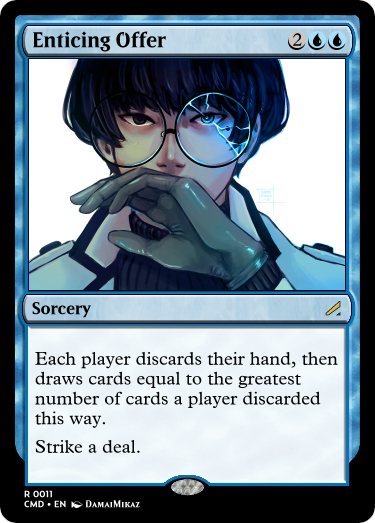 Enticing Offer 2
Sorcery
Each player discards their hand, then
draws cards equal to the greatest
number of cards a player discarded
this way.
Strike a deal.
R 0011
CMD • EN DamaiMikaz